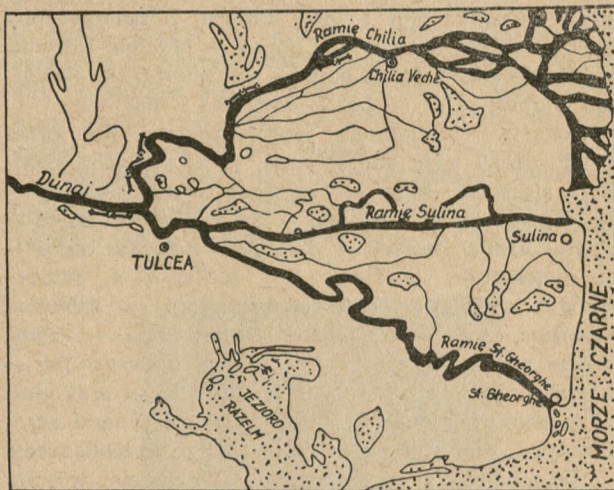 Ramię Chilia
Chilia Veche
Dunaj
Ramię Sulina
Sulina
TULCEA
Ramię Sf. Gheorghe
Sf. Gheorghe
JEZIORO
RAZELM
MORZE CZARNE